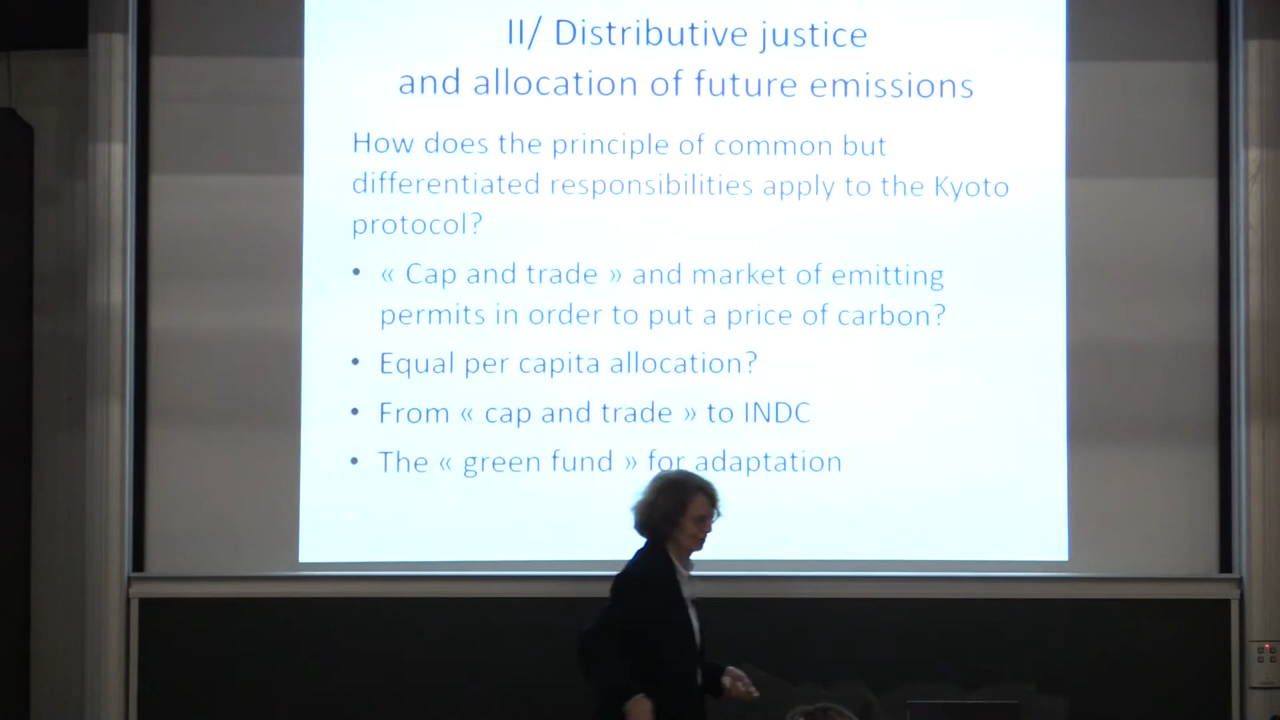 II/ Distributive justice
and allocation of future emissions
How does the principle of common but
differentiated responsibilities apply to the Kyoto
protocol?
• « Cap and trade » and market of emitting
permits in order to put a price of carbon?
• Equal per capita allocation?
• From « cap and trade » to INDC
• The « green fund » for adaptation